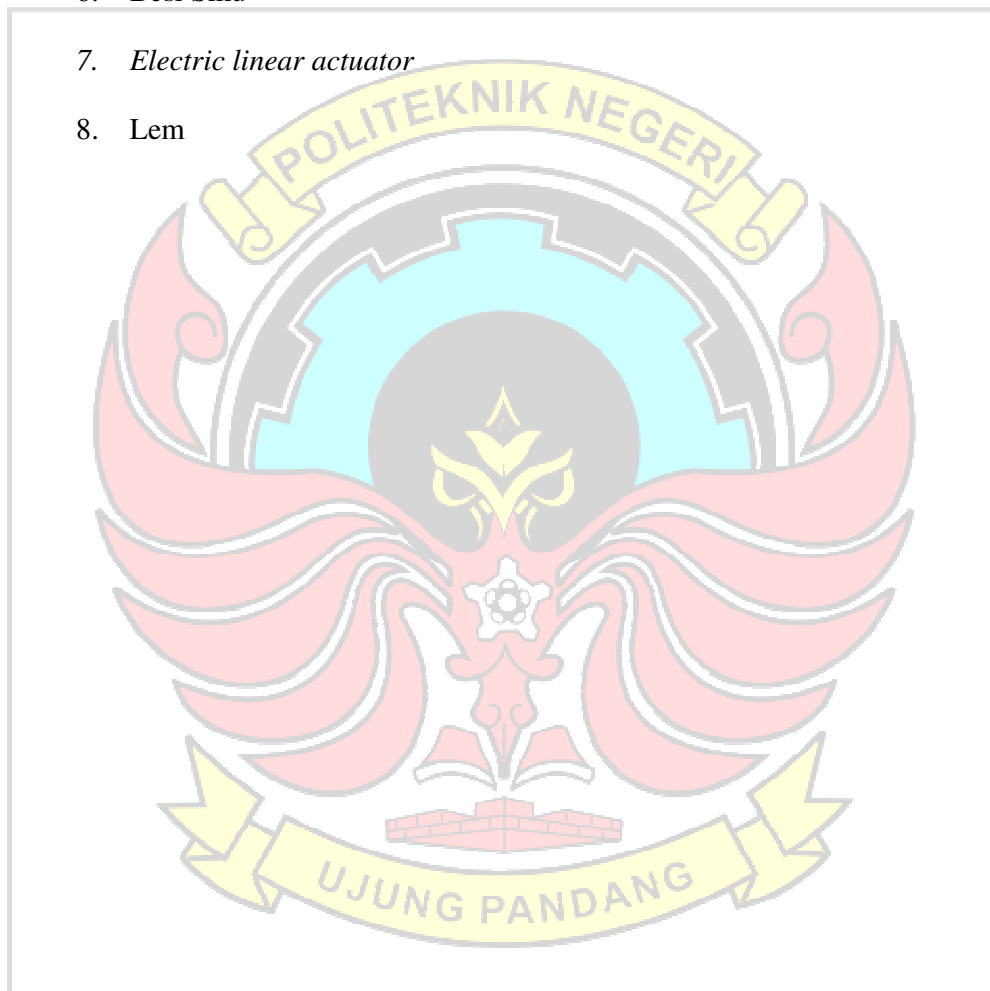 7. Electric linear actuator
8. Lem
POLITEKNIK NEGERI
UJUNG PANDANG